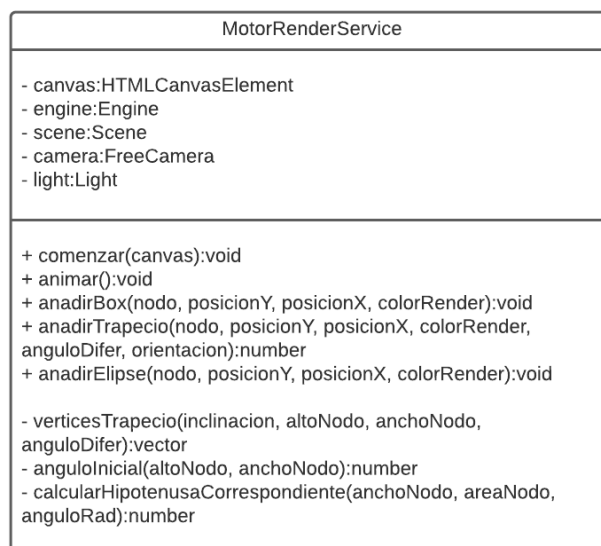 MotorRenderService
- canvas:HTMLCanvasElement
- engine:Engine
- scene:Scene
- camera:FreeCamera
- light:Light
+ comenzar(canvas):void
+ animar():void
+ anadirBox(nodo, posicionY, posicionX, colorRender):void
+ anadirTrapecio(nodo, posicionY, posicionX, colorRender,
anguloDifer, orientacion):number
+ anadirElipse(nodo, posicionY, posicionX, colorRender):void
- verticesTrapecio(inclinacion, altoNodo, anchoNodo,
anguloDifer):vector
- anguloInicial(altoNodo, anchoNodo):number
- calcularHipotenusaCorrespondiente(anchoNodo, areaNodo,
anguloRad):number